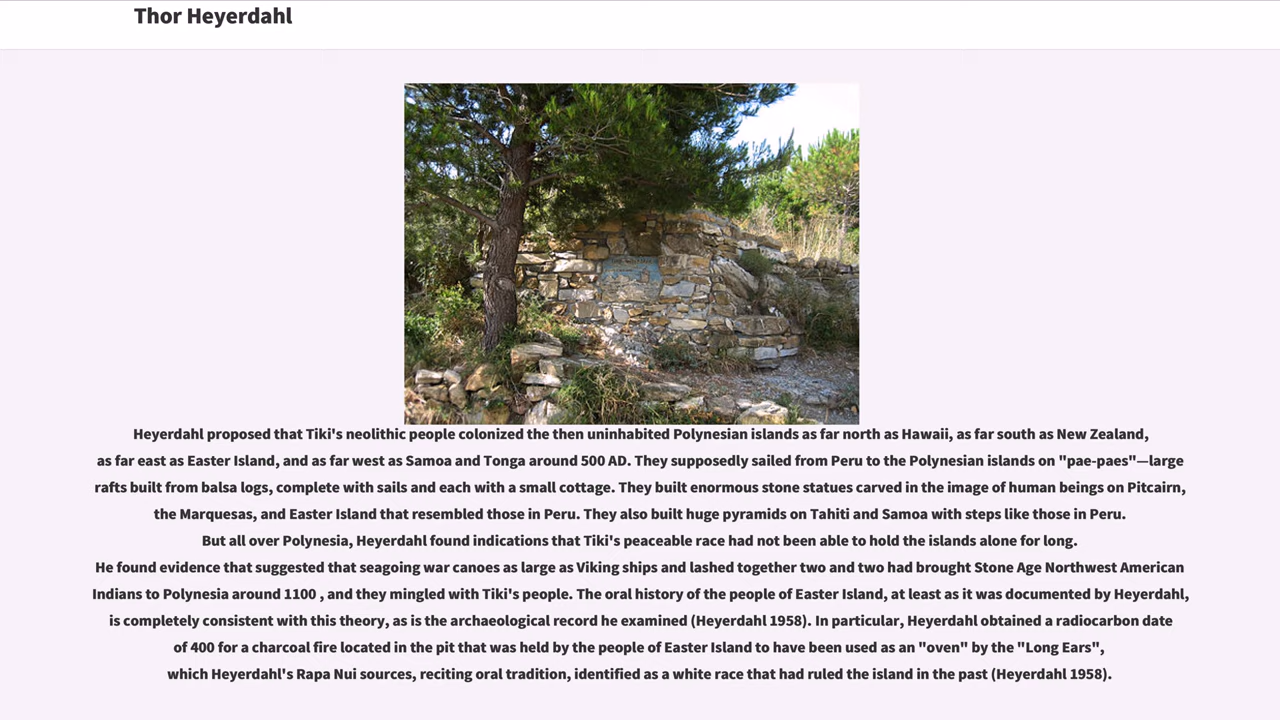 Thor Heyerdahl
Heyerdahl proposed that Tiki's neolithic people colonized the then uninhabited Polynesian islands as far north as Hawaii, as far south as New Zealand,
as far east as Easter Island, and as far west as Samoa and Tonga around 500 AD. They supposedly sailed from Peru to the Polynesian islands on "pae-paes"—large
rafts built from balsa logs, complete with sails and each with a small cottage. They built enormous stone statues carved in the image of human beings on Pitcairn,
the Marquesas, and Easter Island that resembled those in Peru. They also built huge pyramids on Tahiti and Samoa with steps like those in Peru.
But all over Polynesia, Heyerdahl found indications that Tiki's peaceable race had not been able to hold the islands alone for long.
He found evidence that suggested that seagoing war canoes as large as Viking ships and lashed together two and two had brought Stone Age Northwest American
Indians to Polynesia around 1100 , and they mingled with Tiki's people. The oral history of the people of Easter Island, at least as it was documented by Heyerdahl,
is completely consistent with this theory, as is the archaeological record he examined (Heyerdahl 1958). In particular, Heyerdahl obtained a radiocarbon date
of 400 for a charcoal fire located in the pit that was held by the people of Easter Island to have been used as an "oven" by the "Long Ears",
which Heyerdahl's Rapa Nui sources, reciting oral tradition, identified as a white race that had ruled the island in the past (Heyerdahl 1958).